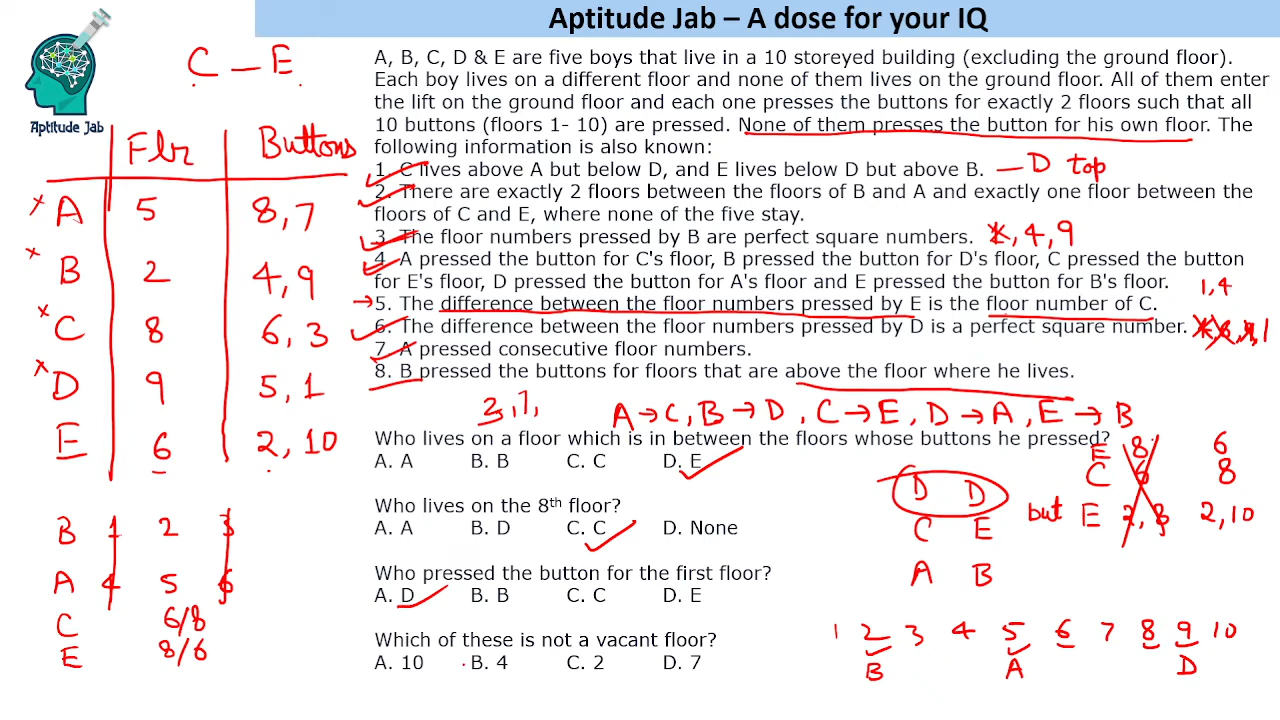 Aptitude Jab – A dose for your IQ
Aptitude Jab
C – E
A, B, C, D & E are five boys that live in a 10 storeyed building (excluding the ground floor).
Each boy lives on a different floor and none of them lives on the ground floor. All of them enter
the lift on the ground floor and each one presses the buttons for exactly 2 floors such that all
10 buttons (floors 1- 10) are pressed. None of them presses the button for his own floor. The
following information is also known:
1. C lives above A but below D, and E lives below D but above B. – D top
2. There are exactly 2 floors between the floors of B and A and exactly one floor between the
floors of C and E, where none of the five stay.
3. The floor numbers pressed by B are perfect square numbers. , 4, 9
4. A pressed the button for C's floor, B pressed the button for D's floor, C pressed the button
for E's floor, D pressed the button for A's floor and E pressed the button for B's floor.
1, 4
5. The difference between the floor numbers pressed by E is the floor number of C.
6. The difference between the floor numbers pressed by D is a perfect square number. 1
7. A pressed consecutive floor numbers.
8. B pressed the buttons for floors that are above the floor where he lives.
A → C, B → D, C → E, D → A, E → B
Who lives on a floor which is in between the floors whose buttons he pressed?
A. A B. B C. C D. E
Who lives on the 8th floor?
A. A B. D C. C D. None
Who pressed the button for the first floor?
A. D B. B C. C D. E
Which of these is not a vacant floor?
A. 10 B. 4 C. 2 D. 7
Flr Buttons
A 5 8, 7
B 2 4, 9
C 8 6, 3
D 9 5, 1
E 6 2, 10
B 1 2 3
A 4 5 6
C 6/8
E 8/6
D D
C E
A B
but
E 8 6
C 6 8
E 2, 8 2, 10
1 2 3 4 5 6 7 8 9 10
B A D